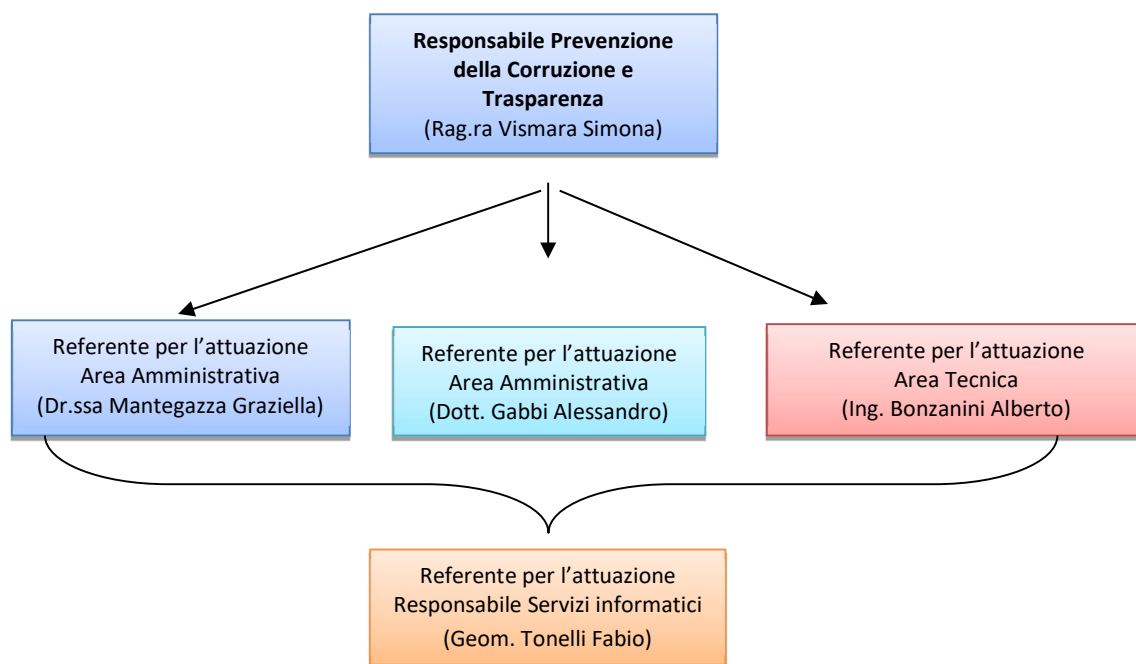 Responsabile Prevenzione
della Corruzione e
Trasparenza
(Rag.ra Vismara Simona)
Referente per l’attuazione
Area Amministrativa
(Dr.ssa Mantegazza Graziella)
Referente per l’attuazione
Area Amministrativa
(Dott. Gabbi Alessandro)
Referente per l’attuazione
Area Tecnica
(Ing. Bonzanini Alberto)
Referente per l’attuazione
Responsabile Servizi informatici
(Geom. Tonelli Fabio)